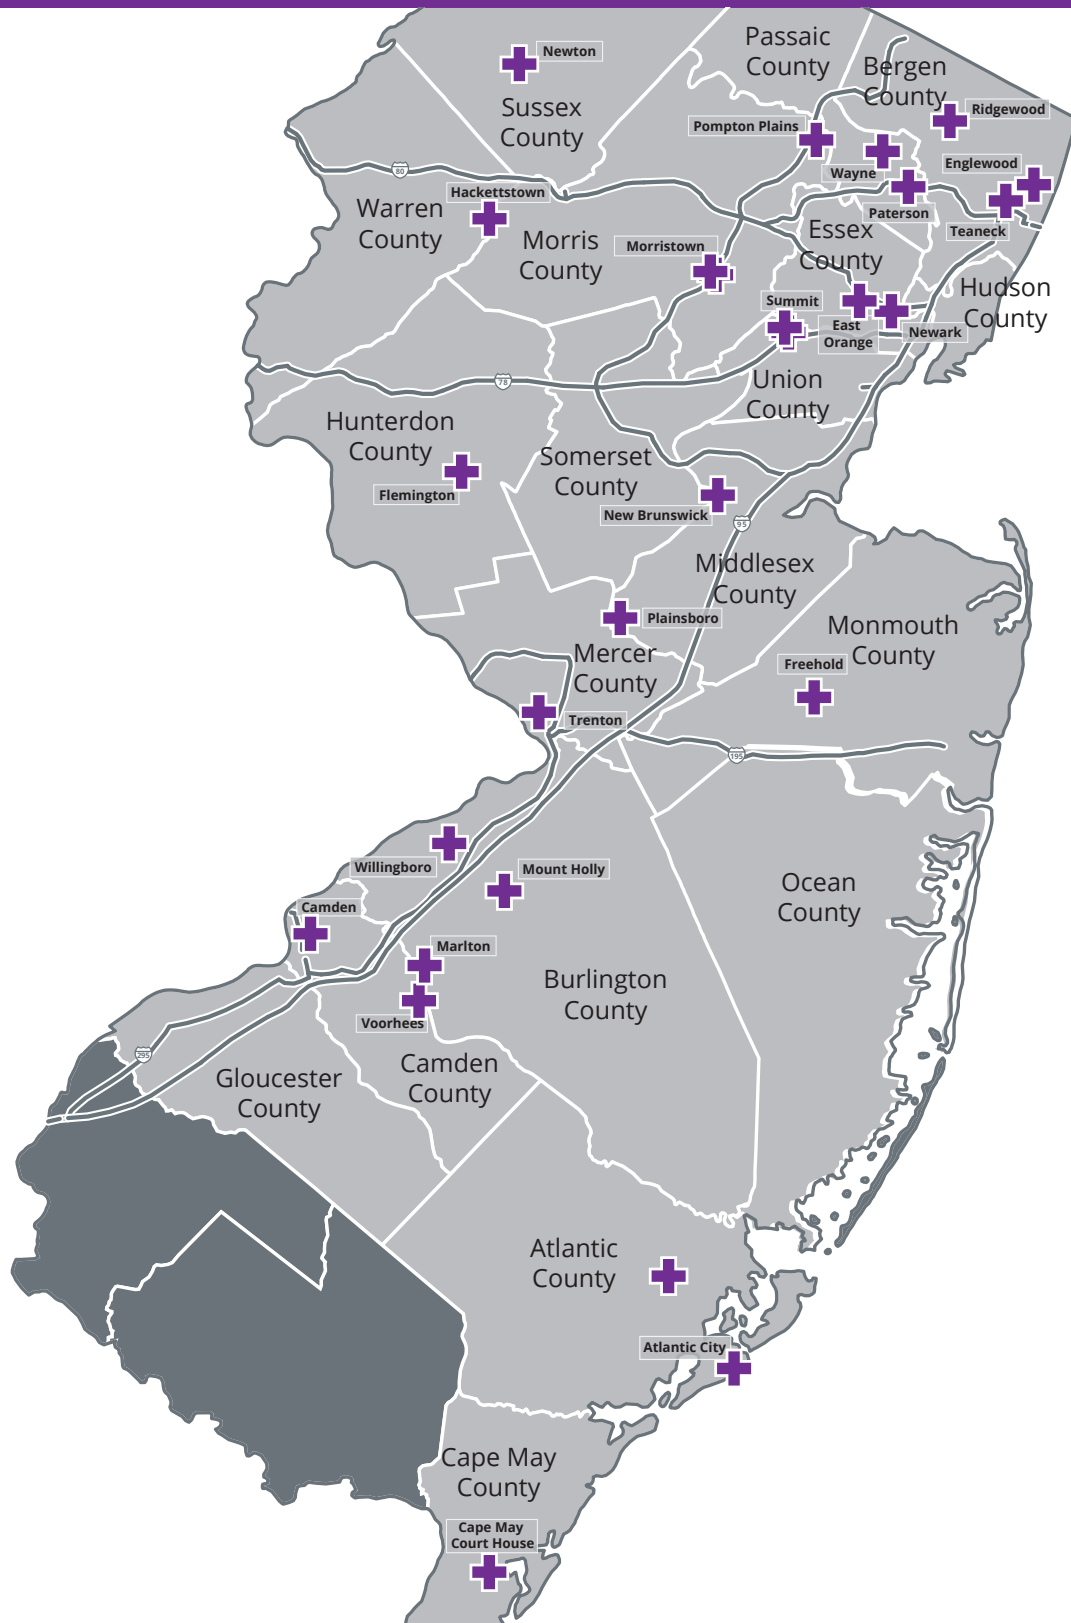 Newton
Passaic
County
Bergen
County
Sussex
County
Ridgewood
Pompton Plains
Wayne
Englewood
80
Hackettstown
Paterson
Teaneck
Warren
County
Morris
County
Morristown
Essex
County
Hudson
County
Summit
East
Orange
Newark
78
Union
County
Hunterdon
County
Somerset
County
Flemington
New Brunswick
95
Middlesex
County
Plainsboro
Monmouth
County
Mercer
County
Freehold
Trenton
195
Willingboro
Mount Holly
Ocean
County
Camden
Marlton
Burlington
County
Voorhees
295
Camden
County
Gloucester
County
Atlantic
County
Atlantic City
Cape May
County
Cape May
Court House